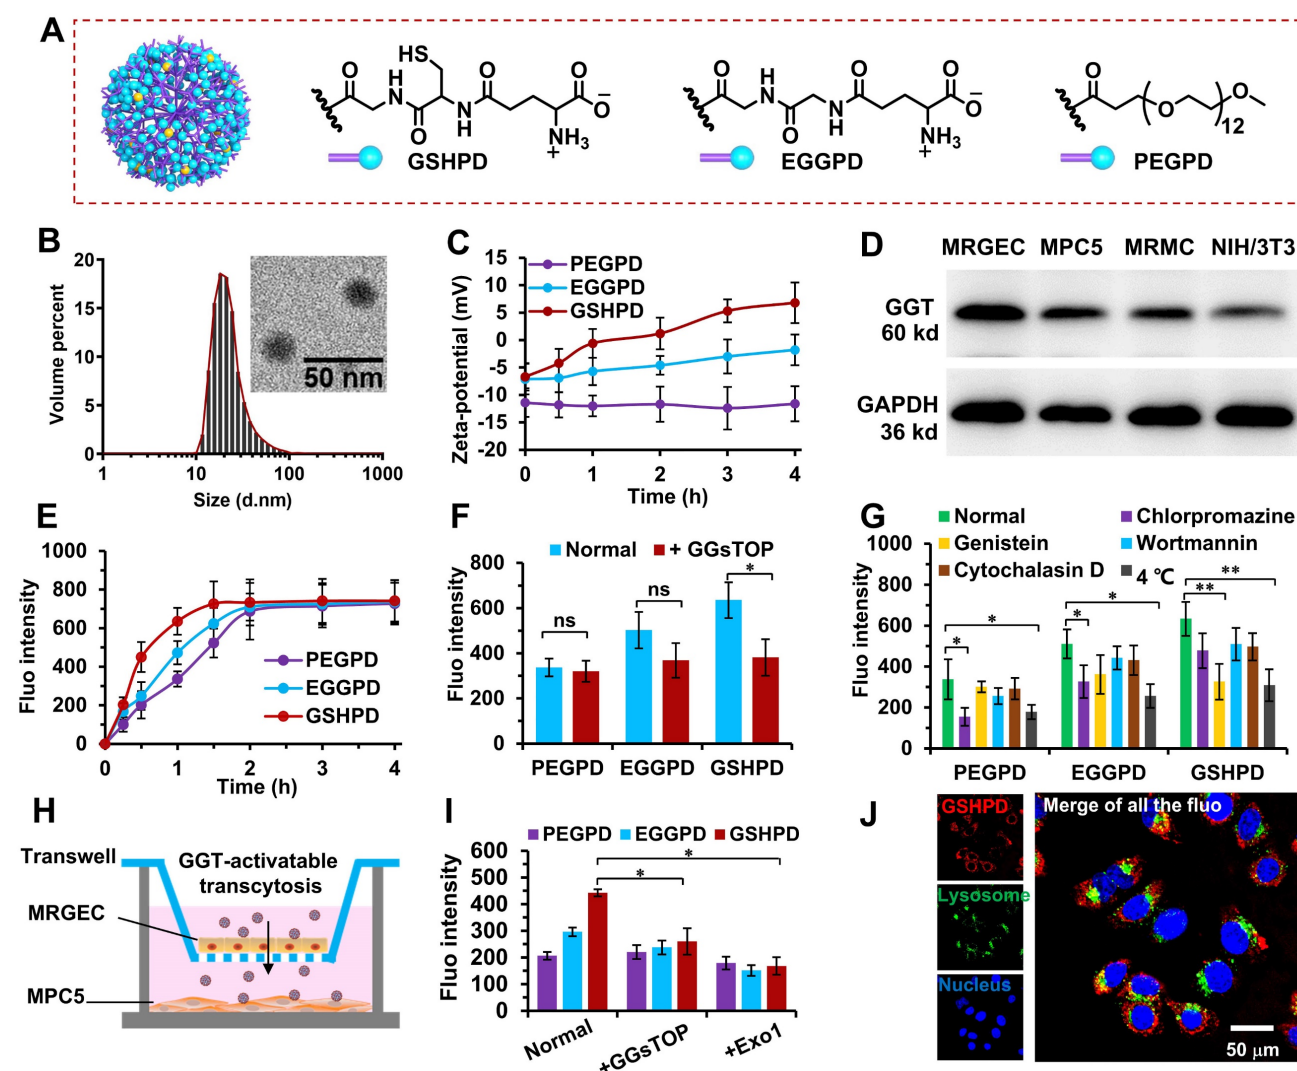 A
HS
O
H
N
O
O
O
N
H
O
NH3
+
O−
GSHPD
O
H
N
O
N
H
O
O
O−
NH3
+
EGGPD
O
O
12
O
PEGPD
B
Volume percent
20
15
10
5
0
1 10 100 1000
Size (d.nm)
50 nm
C
Zeta-potential (mV)
15
10
5
0
-5
-10
-15
-20
PEGPD
EGGPD
GSHPD
0 1 2 3 4
Time (h)
D
MRGEC MPC5 MRMC NIH/3T3
GGT
60 kd
GAPDH
36 kd
E
Fluo intensity
1000
800
600
400
200
0
PEGPD
EGGPD
GSHPD
0 1 2 3 4
Time (h)
F
Fluo intensity
800
600
400
200
0
Normal + GGsTOP
ns
ns
*
PEGPD EGGPD GSHPD
G
Normal Chlorpromazine
Genistein Wortmannin
Cytochalasin D 4 ℃
Fluo intensity
1000
800
600
400
200
0
*
*
*
*
**
**
PEGPD EGGPD GSHPD
H
Transwell
GGT-activatable
transcytosis
MRGEC
MPC5
I
PEGPD EGGPD GSHPD
Fluo intensity
600
500
400
300
200
100
0
*
*
Normal +GGsTOP +Exo1
J
GSHPD
Lysosome
Nucleus
Merge of all the fluo
50 μm